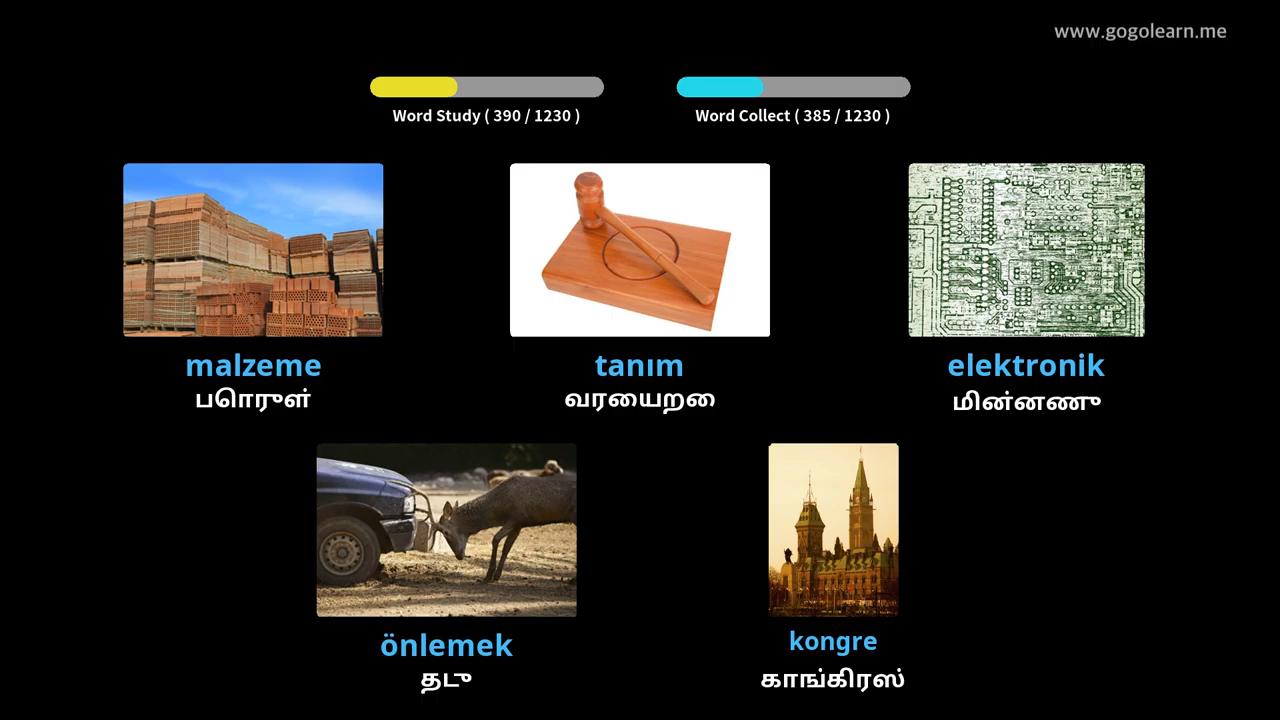 www.gogolearn.me
Word Study ( 390 / 1230 )
Word Collect ( 385 / 1230 )
malzeme
பொருள்
tanım
வரையறை
elektronik
மின்னணு
önlemek
தடு
kongre
காங்கிரஸ்